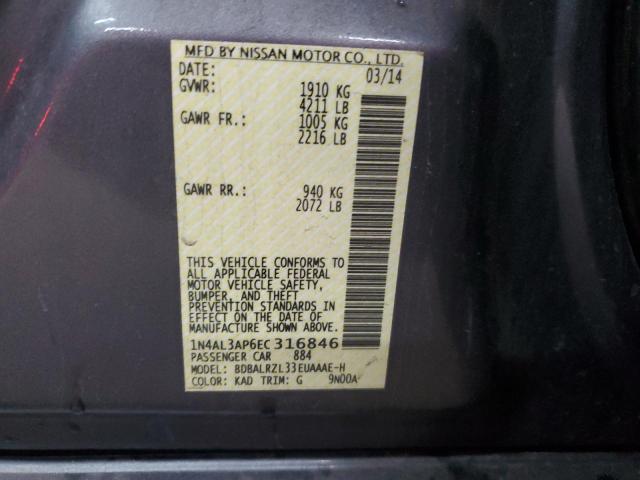 MFD BY NISSAN MOTOR CO., LTD.
DATE: 03/14
GVWR: 1910 KG
4211 LB
GAWR FR.: 1005 KG
2216 LB
GAWR RR.: 940 KG
2072 LB
THIS VEHICLE CONFORMS TO
ALL APPLICABLE FEDERAL
MOTOR VEHICLE SAFETY,
BUMPER, AND THEFT
PREVENTION STANDARDS IN EFFECT
ON THE DATE OF
MANUFACTURE SHOWN ABOVE.
1N4AL3AP6EC316846
PASSENGER CAR 884
MODEL: BDBALRZL33EUAAAE-H
COLOR: KAD TRIM: G 9N00A